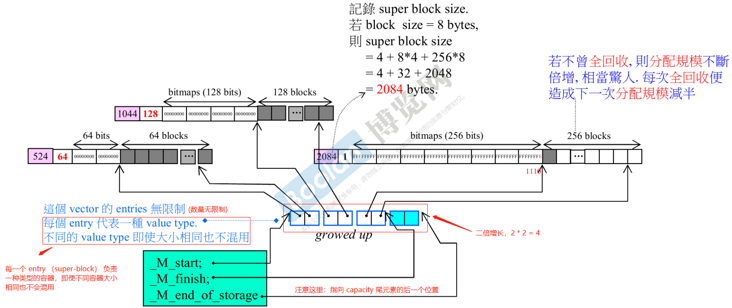 記錄 super block size.
若 block size = 8 bytes,
則 super block size
= 4 + 8*4 + 256*8
= 4 + 32 + 2048
= 2084 bytes.
若不曾全回收, 則分配規模不斷
倍增, 相當驚人. 每次全回收便
造成下一次分配規模減半
bitmaps (128 bits)
128 blocks
1044 128 ...
64 bits
64 blocks
524 64 ...
bitmaps (256 bits)
256 blocks
2084 1 ...
1110
這個 vector 的 entries 無限制 (数量无限制)
每個 entry 代表一種 value type.
不同的 value type 即使大小相同也不混用
growed up
二倍增长，2 * 2 = 4
每一个 entry （super-block） 负责
一种类型的容器，即使不同容器大小
相同也不会混用
_M_start;
_M_finish;
_M_end_of_storage
注意这里：指向 capacity 尾元素的后一个位置
博览网